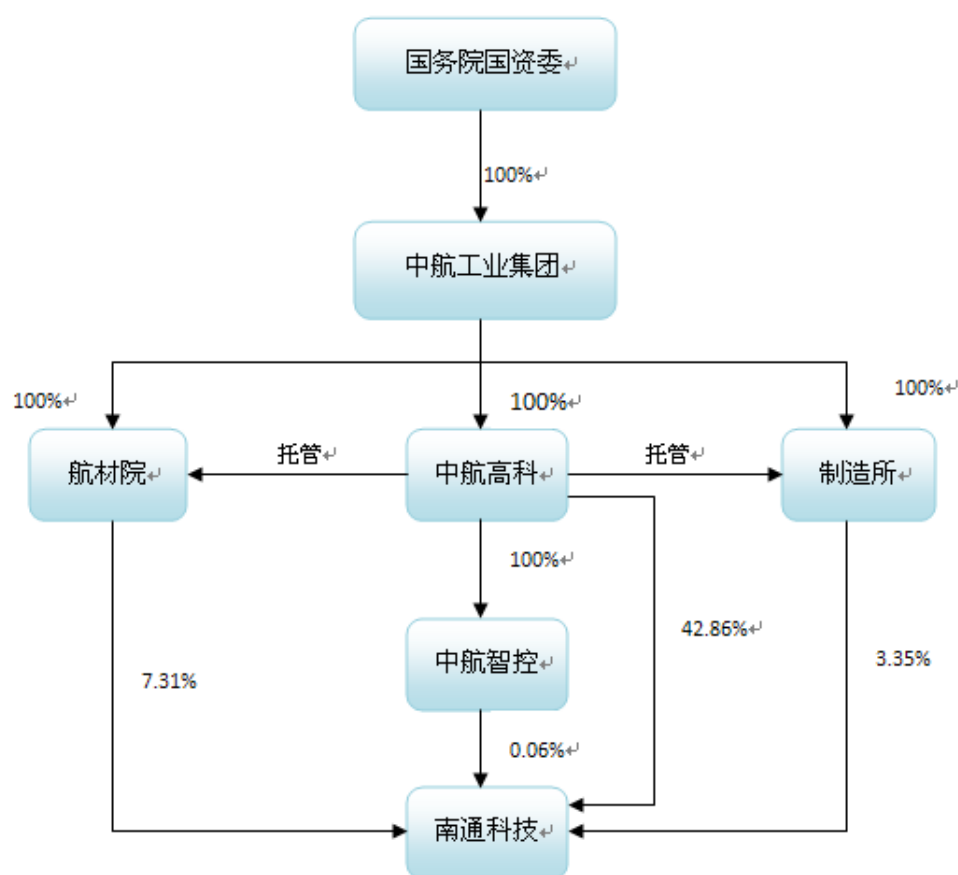 国务院国资委
100%
中航工业集团
100%
100%
100%
航材院
托管
中航高科
托管
制造所
100%
42.86%
中航智控
3.35%
7.31%
0.06%
南通科技